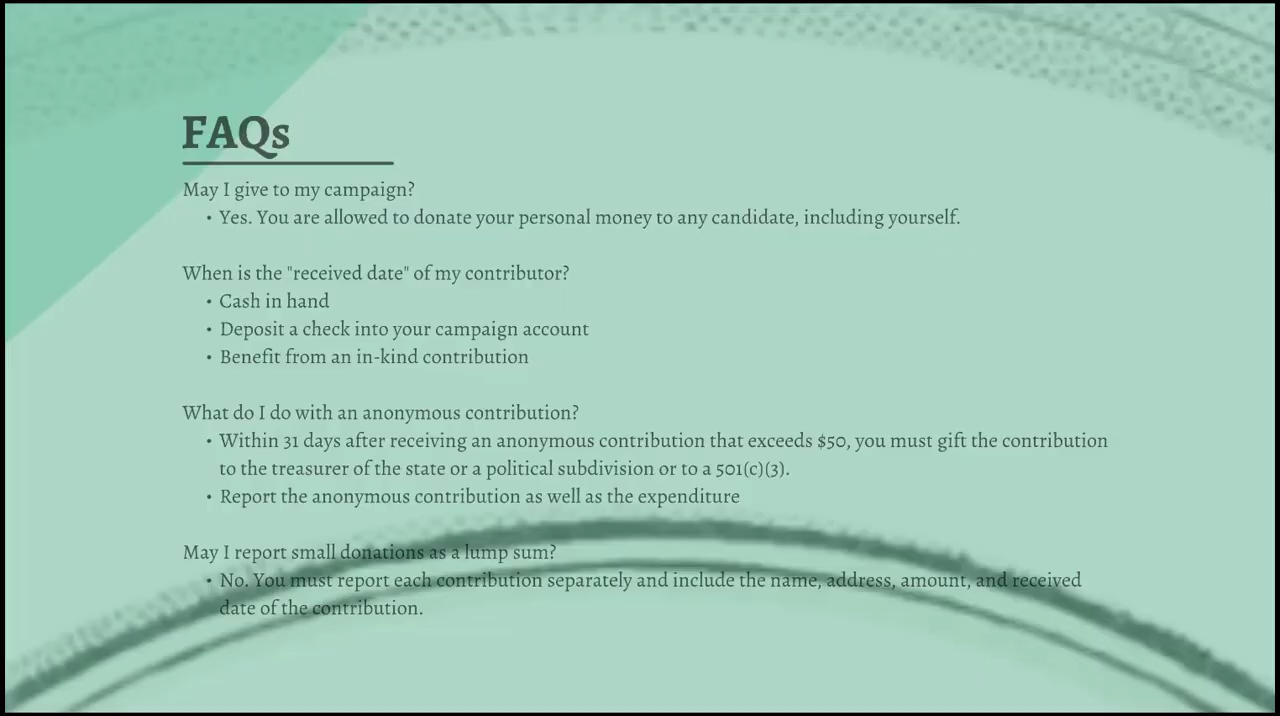 FAQs
May I give to my campaign?
• Yes. You are allowed to donate your personal money to any candidate, including yourself.
When is the "received date" of my contributor?
• Cash in hand
• Deposit a check into your campaign account
• Benefit from an in-kind contribution
What do I do with an anonymous contribution?
• Within 31 days after receiving an anonymous contribution that exceeds $50, you must gift the contribution
to the treasurer of the state or a political subdivision or to a 501(c)(3).
• Report the anonymous contribution as well as the expenditure
May I report small donations as a lump sum?
• No. You must report each contribution separately and include the name, address, amount, and received
date of the contribution.